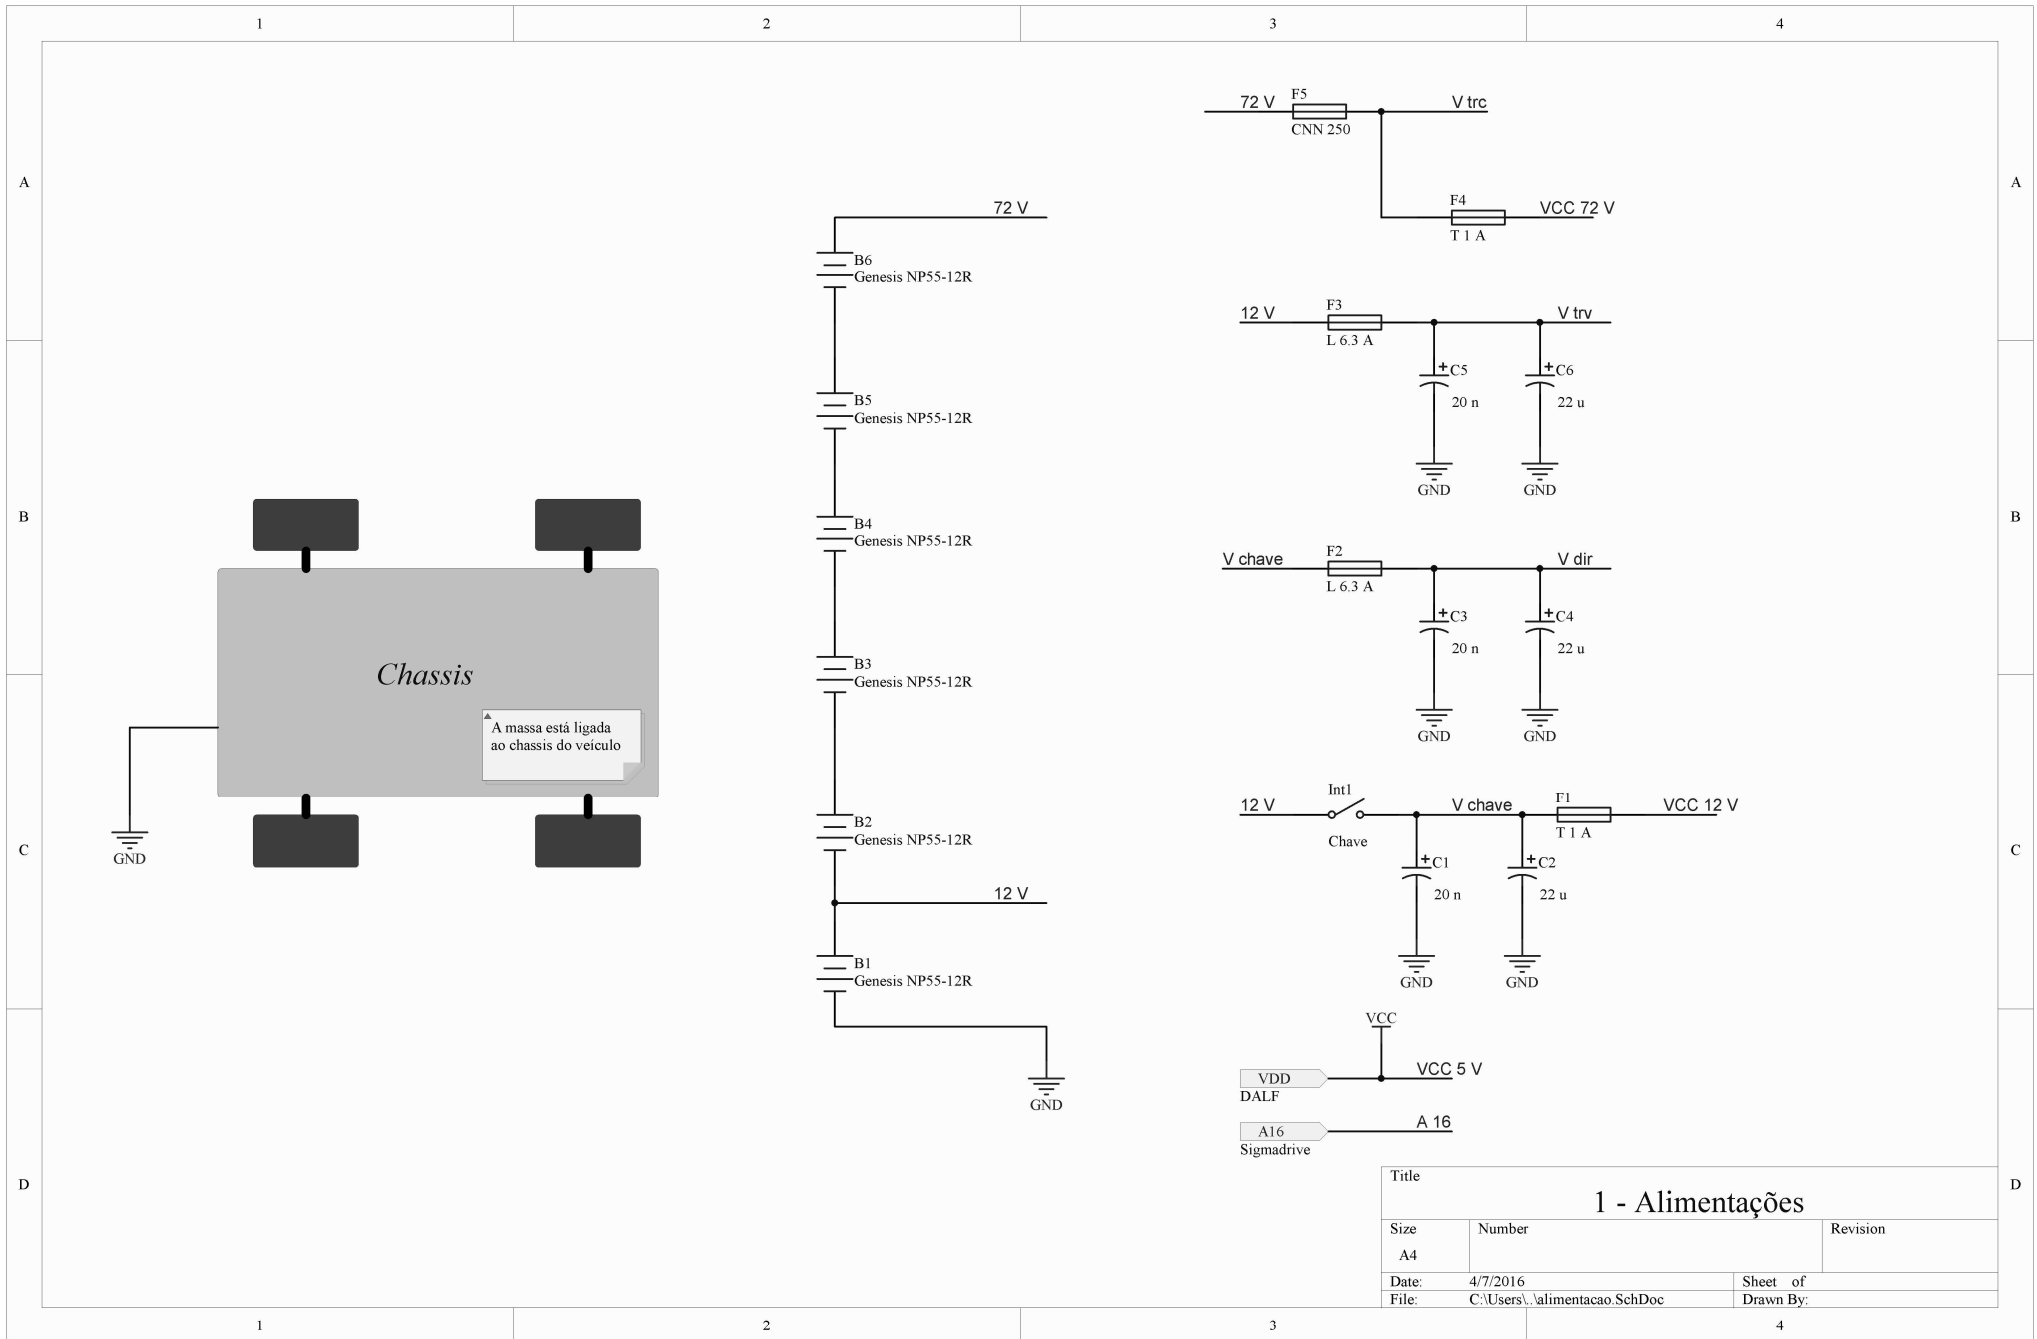 1 2 3 4
A
B
C
D
A
B
C
D
Chassis
A massa está ligada
ao chassis do veículo
GND
72 V
B6
Genesis NP55-12R
B5
Genesis NP55-12R
B4
Genesis NP55-12R
B3
Genesis NP55-12R
B2
Genesis NP55-12R
12 V
B1
Genesis NP55-12R
GND
72 V F5 V trc
CNN 250
F4 VCC 72 V
T 1 A
12 V F3 V trv
L 6.3 A
+ C5 + C6
20 n 22 u
GND GND
V chave F2 V dir
L 6.3 A
+ C3 + C4
20 n 22 u
GND GND
12 V Int1 V chave F1 VCC 12 V
Chave T 1 A
+ C1 + C2
20 n 22 u
GND GND
VCC
VDD VCC 5 V
DALF
A16 A 16
Sigmadrive
Title
1 - Alimentações
Size Number Revision
A4
Date: 4/7/2016 Sheet of
File: C:\Users\..\alimentacao.SchDoc Drawn By:
1 2 3 4